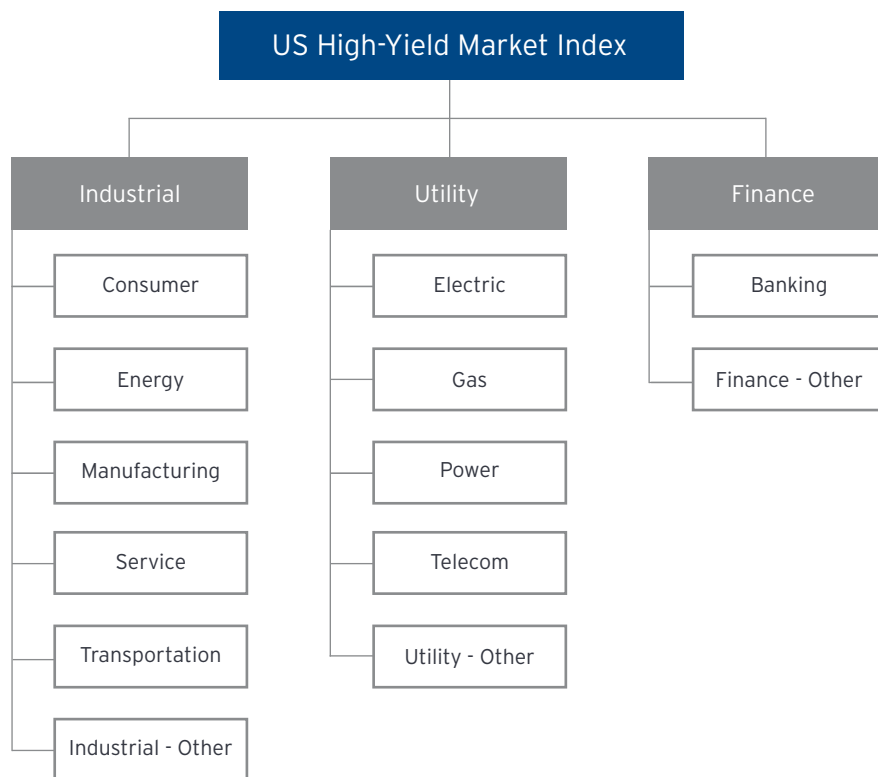 US High-Yield Market Index
Industrial
Consumer
Energy
Manufacturing
Service
Transportation
Industrial - Other
Utility
Electric
Gas
Power
Telecom
Utility - Other
Finance
Banking
Finance - Other